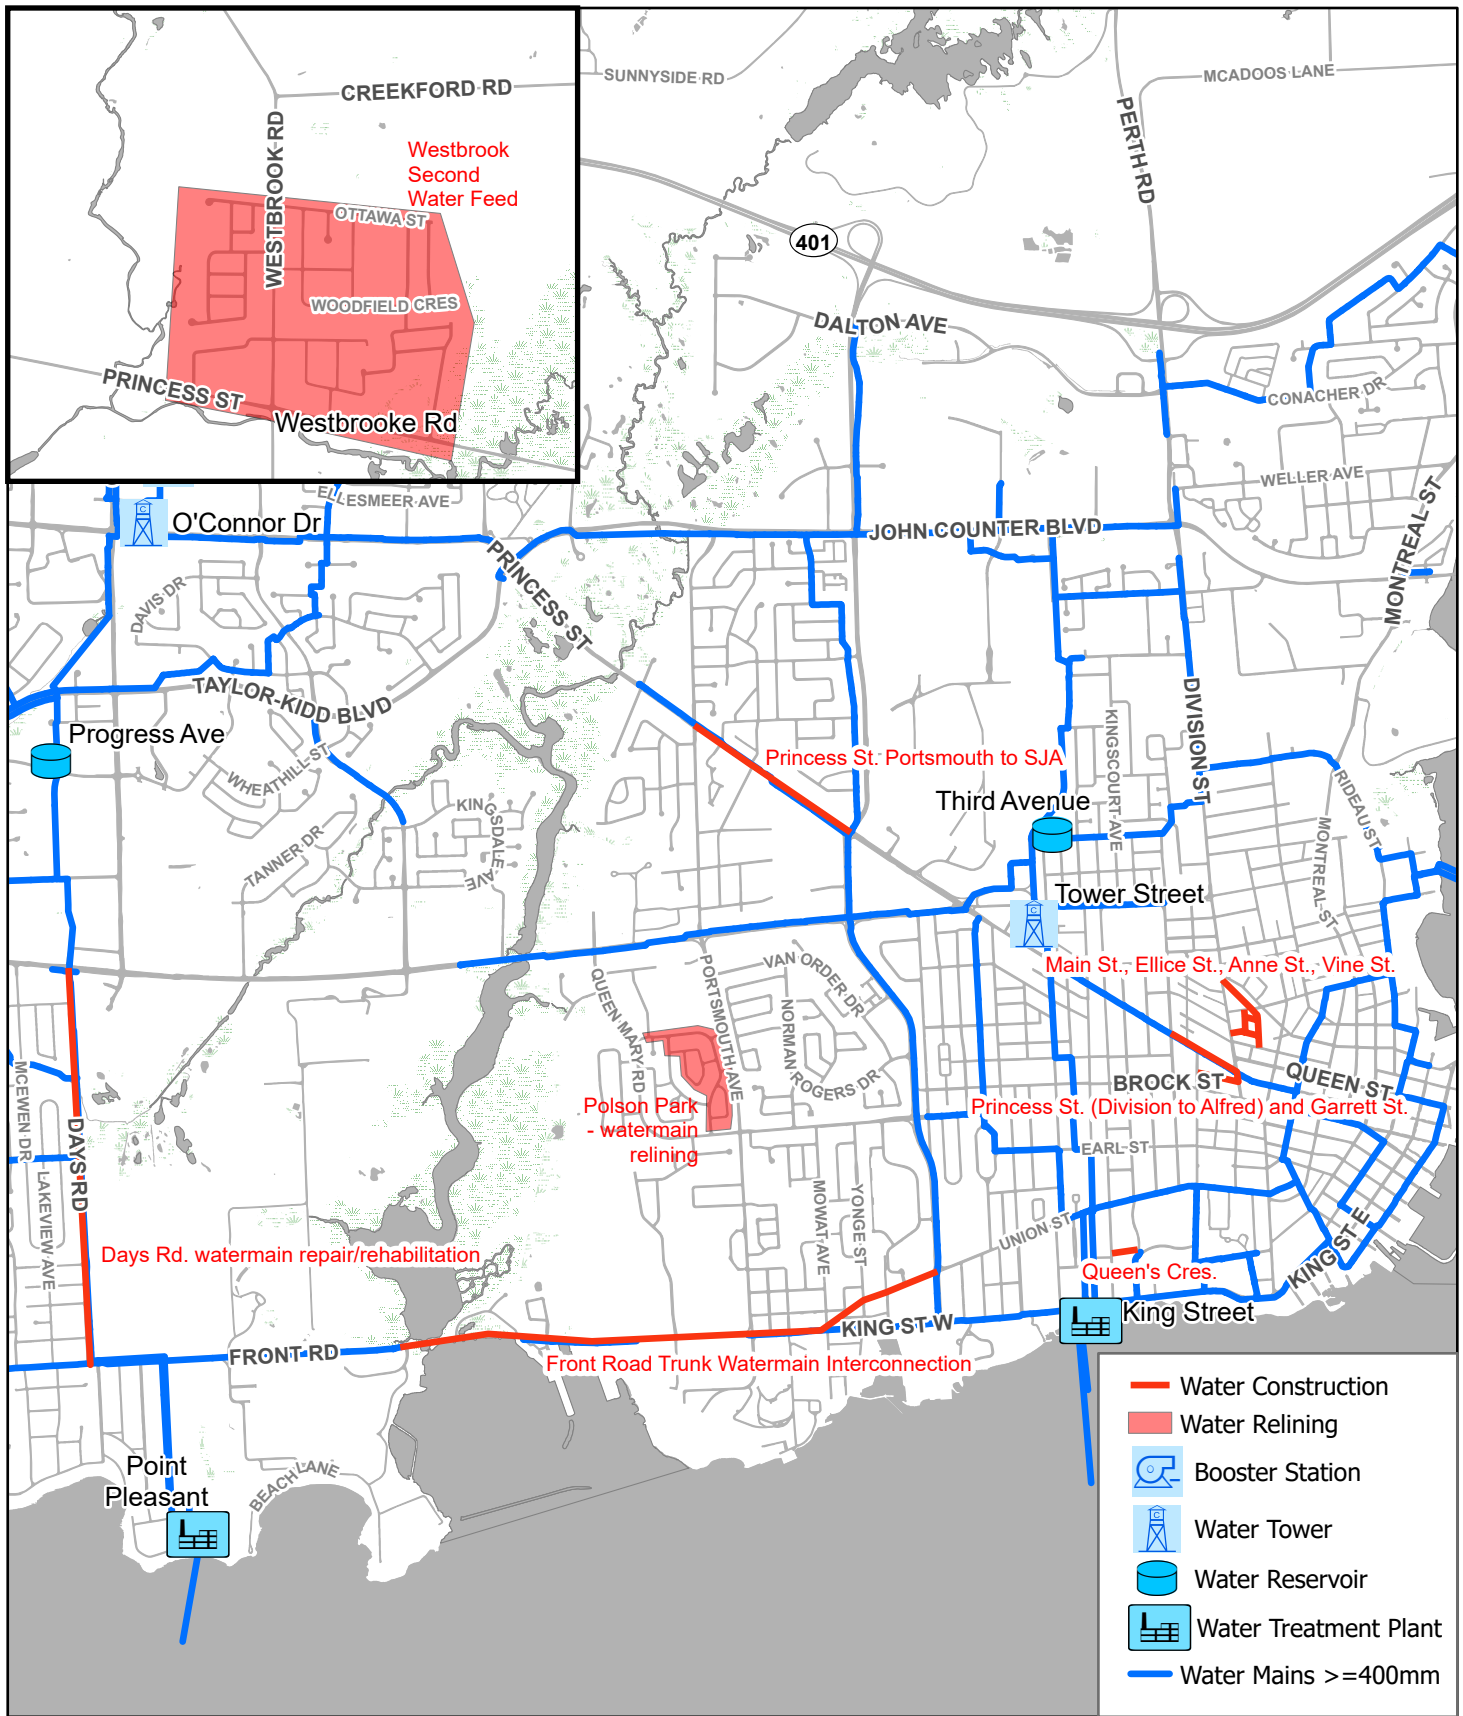 SUNNYSIDE RD
MCADOOS LANE
CREEKFORD RD
PERTH RD
WESTBROOK RD
Westbrook
Second
Water Feed
OTTAWA ST
401
WOODFIELD CRES
DALTON AVE
PRINCESS ST
Westbrooke Rd
CONACHER DR
WELLER AVE
MONTREAL ST
ELLESMEER AVE
O'Connor Dr
JOHN COUNTER BLVD
PRINCESS ST
DAVIS DR
TAYLOR-KIDD BLVD
DIVISION ST
Progress Ave
KINGSCOURT AVE
Princess St. Portsmouth to SJA
WHEATHILL ST
RIDEAU ST
KINGSDALE AVE
Third Avenue
MONTREAL ST
TANNER DR
Tower Street
VAN ORDER DR
Main St., Ellice St., Anne St., Vine St.
QUEEN MARY RD
PORTSMOUTH AVE
NORMAN ROGERS DR
MCEWEN DR
BROCK ST
QUEEN ST
Polson Park
- watermain
relining
Princess St. (Division to Alfred) and Garrett St.
DAYS RD
EARL ST
LAKEVIEW AVE
MOWAT AVE
YONGE ST
UNION ST
Days Rd. watermain repair/rehabilitation
KING ST E
Queen's Cres.
King Street
KING ST W
FRONT RD
Front Road Trunk Watermain Interconnection
Point
Pleasant
BEACH LANE
Water Construction
Water Relining
Booster Station
Water Tower
Water Reservoir
Water Treatment Plant
Water Mains >=400mm